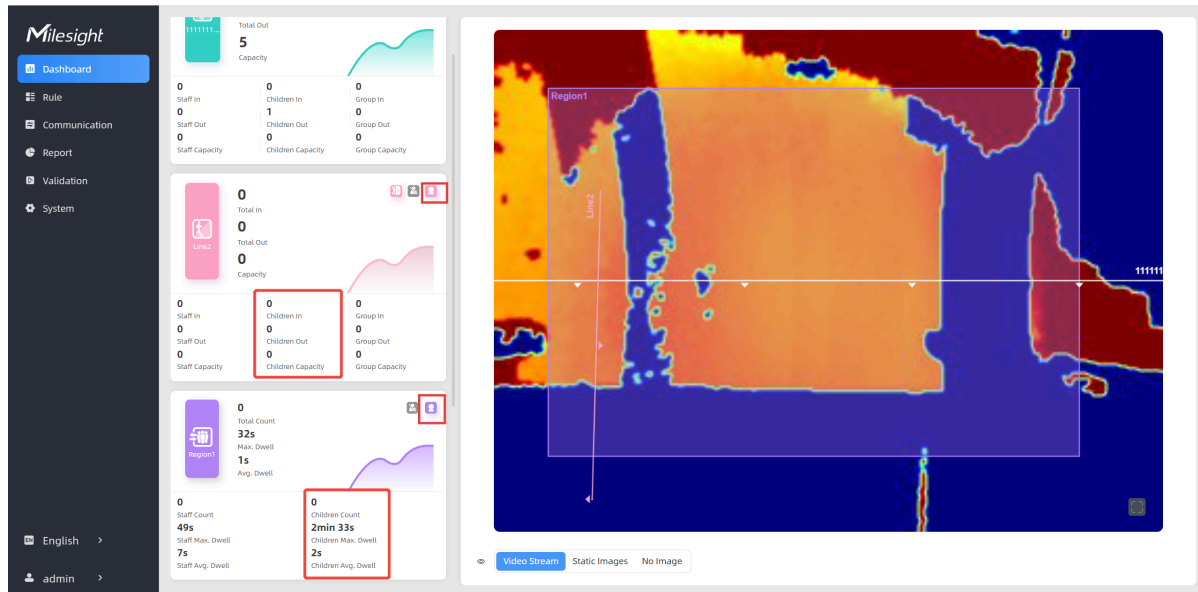 Milesight
Dashboard
Rule
Communication
Report
Validation
System
English >
admin >
1111111...
Total Out
5
Capacity
0 0 0
Staff In Children In Group In
0 1 0
Staff Out Children Out Group Out
0 0 0
Staff Capacity Children Capacity Group Capacity
Line2
0
Total In
0
Total Out
0
Capacity
0 0 0
Staff In Children In Group In
0 0 0
Staff Out Children Out Group Out
0 0 0
Staff Capacity Children Capacity Group Capacity
Region1
0
Total Count
32s
Max. Dwell
1s
Avg. Dwell
0 0
Staff Count Children Count
49s 2min 33s
Staff Max. Dwell Children Max. Dwell
7s 2s
Staff Avg. Dwell Children Avg. Dwell
Region1
Line2
111111
Video Stream Static Images No Image